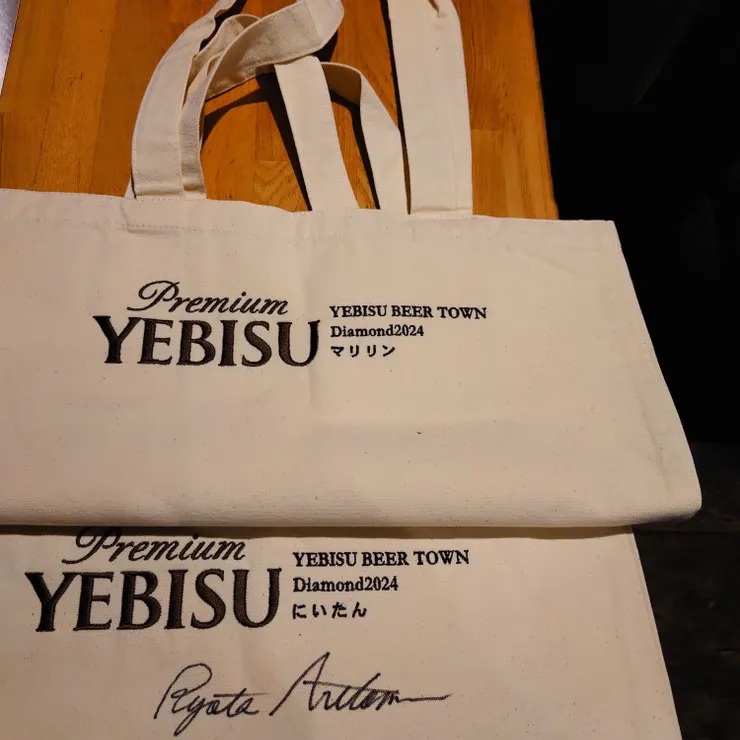 Premium
YEBISU
YEBISU BEER TOWN
Diamond2024
マリリン
Premium
YEBISU
YEBISU BEER TOWN
Diamond2024
にいたん
Ryota